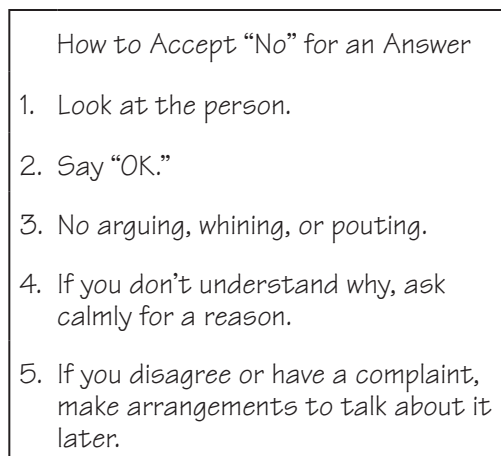 How to Accept “No” for an Answer
1. Look at the person.
2. Say “OK.”
3. No arguing, whining, or pouting.
4. If you don’t understand why, ask
calmly for a reason.
5. If you disagree or have a complaint,
make arrangements to talk about it
later.